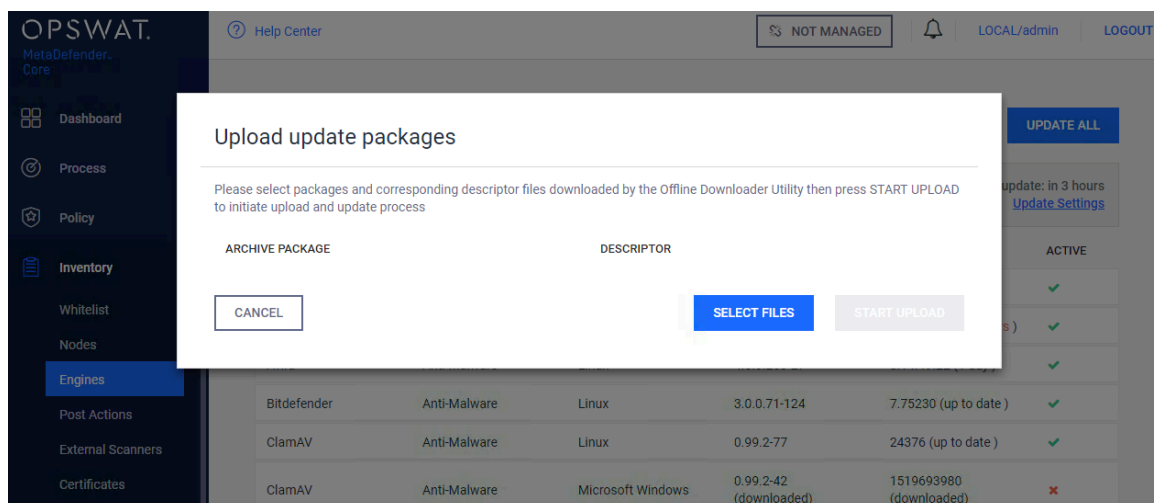 OPSWAT.
MetaDefender
Core
Help Center
NOT MANAGED
LOCAL/admin
LOGOUT
Dashboard
Process
Policy
Inventory
Whitelist
Nodes
Engines
Post Actions
External Scanners
Certificates
UPDATE ALL
update: in 3 hours
Update Settings
ACTIVE
Upload update packages
Please select packages and corresponding descriptor files downloaded by the Offline Downloader Utility then press START UPLOAD
to initiate upload and update process
ARCHIVE PACKAGE DESCRIPTOR
CANCEL SELECT FILES START UPLOAD
s )
Bitdefender Anti-Malware Linux 3.0.0.71-124 7.75230 (up to date )
ClamAV Anti-Malware Linux 0.99.2-77 24376 (up to date )
ClamAV Anti-Malware Microsoft Windows 0.99.2-42 1519693980
(downloaded) (downloaded)